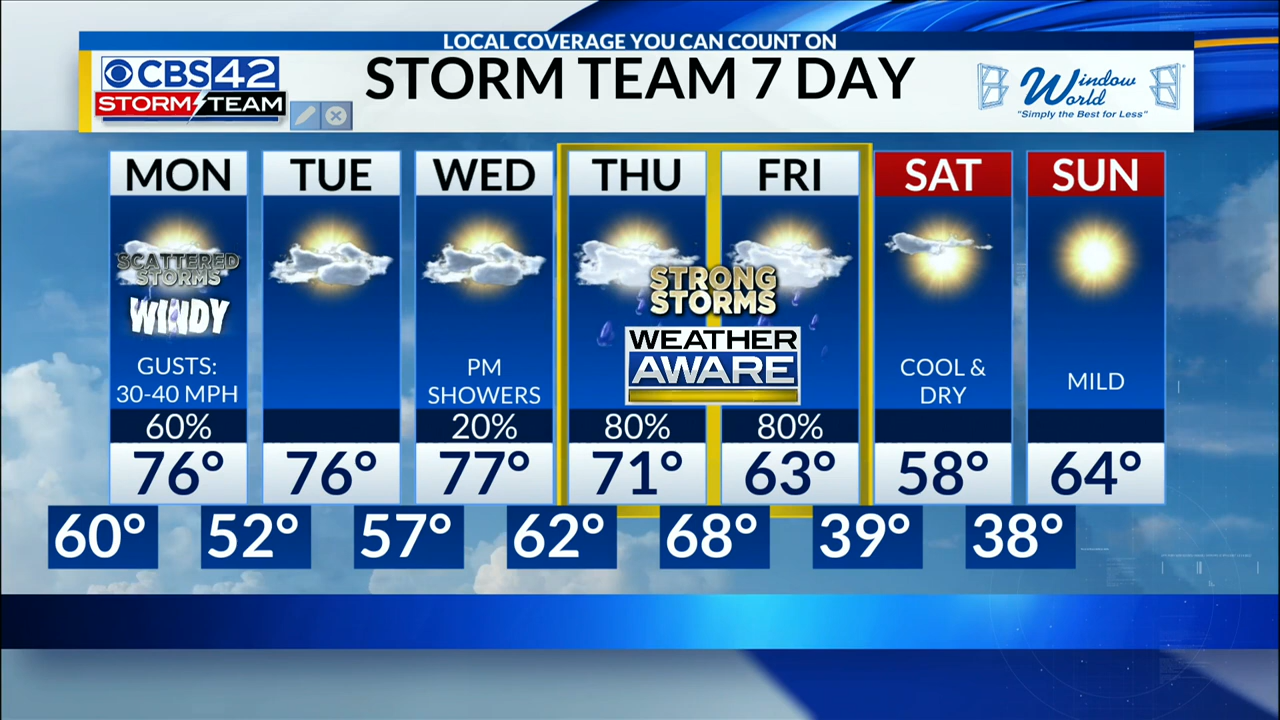 LOCAL COVERAGE YOU CAN COUNT ON
CBS 42
STORM TEAM
STORM TEAM 7 DAY
Window World
"Simply the Best for Less"
MON
TUE
WED
THU
FRI
SAT
SUN
SCATTERED
STORMS
WINDY
GUSTS:
30-40 MPH
PM
SHOWERS
STRONG
STORMS
WEATHER
AWARE
COOL &
DRY
MILD
60%
20%
80%
80%
76°
76°
77°
71°
63°
58°
64°
60°
52°
57°
62°
68°
39°
38°